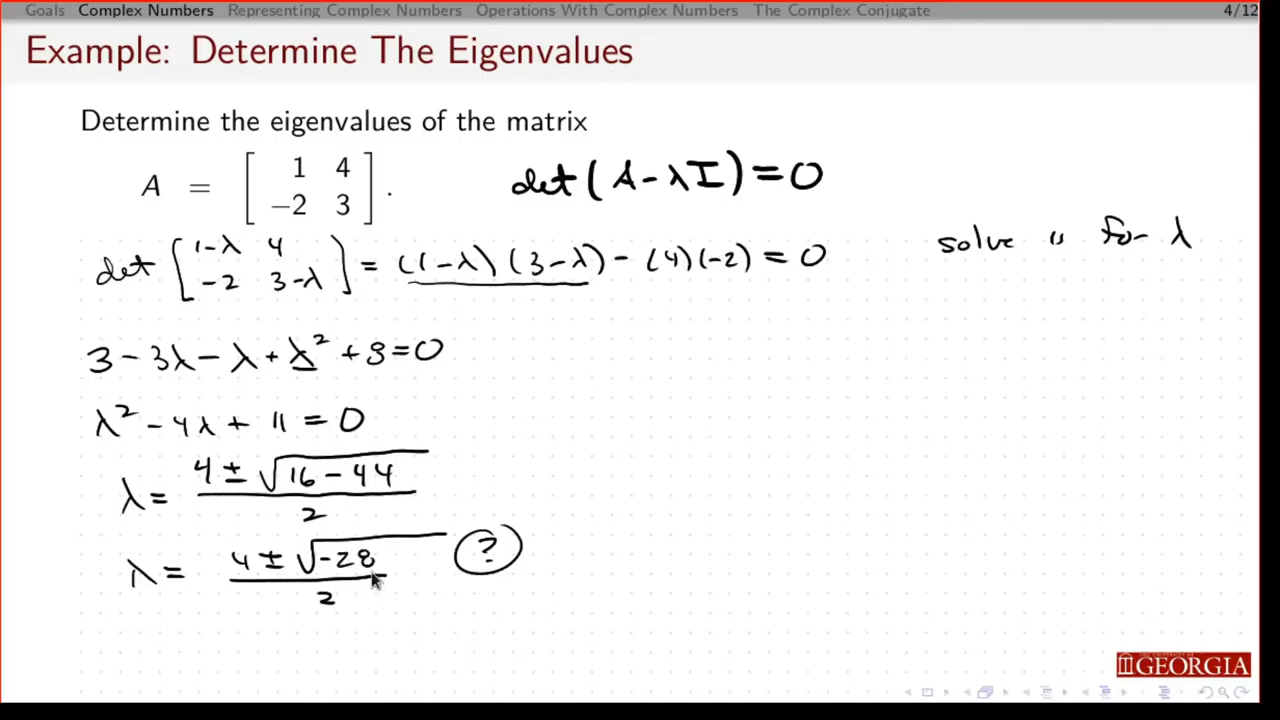 Goals Complex Numbers Representing Complex Numbers Operations With Complex Numbers The Complex Conjugate 4/12
Example: Determine The Eigenvalues
Determine the eigenvalues of the matrix
A = [ 1 4
−2 3 ].
det(A-λI)=0
det [ 1-λ 4
-2 3-λ ] = (1-λ)(3-λ)-(4)(-2)=0
solve " for λ
3-3λ-λ+λ²+8=0
λ²-4λ+11=0
λ= 4±√16-44
2
λ= 4±√-28 ?
2
GEORGIA